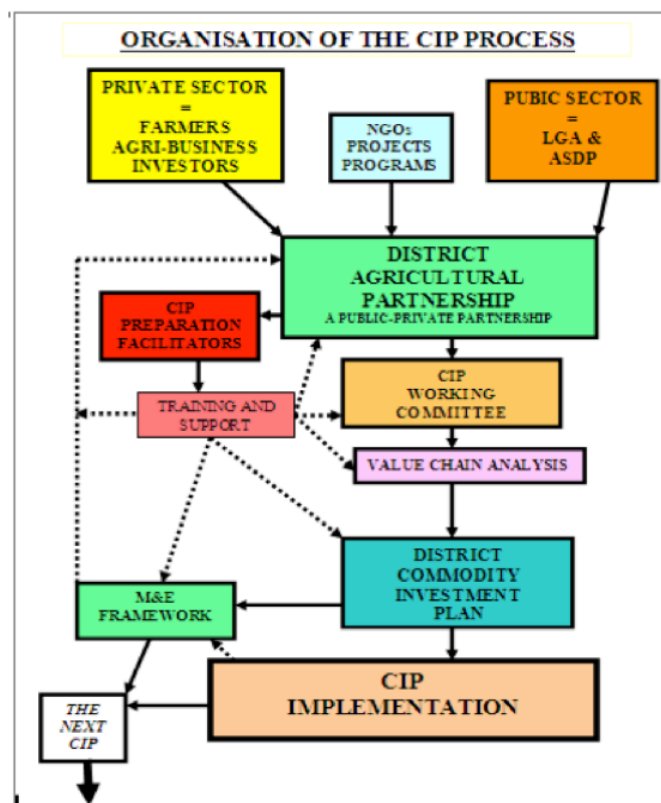 ORGANISATION OF THE CIP PROCESS
PRIVATE SECTOR
=
FARMERS
AGRI-BUSINESS
INVESTORS
NGOs
PROJECTS
PROGRAMS
PUBIC SECTOR
=
LGA &
ASDP
DISTRICT
AGRICULTURAL
PARTNERSHIP
A PUBLIC-PRIVATE PARTNERSHIP
CIP
PREPARATION
FACILITATORS
CIP
WORKING
COMMITTEE
TRAINING AND
SUPPORT
VALUE CHAIN ANALYSIS
DISTRICT
COMMODITY
INVESTMENT
PLAN
M&E
FRAMEWORK
CIP
IMPLEMENTATION
THE
NEXT
CIP